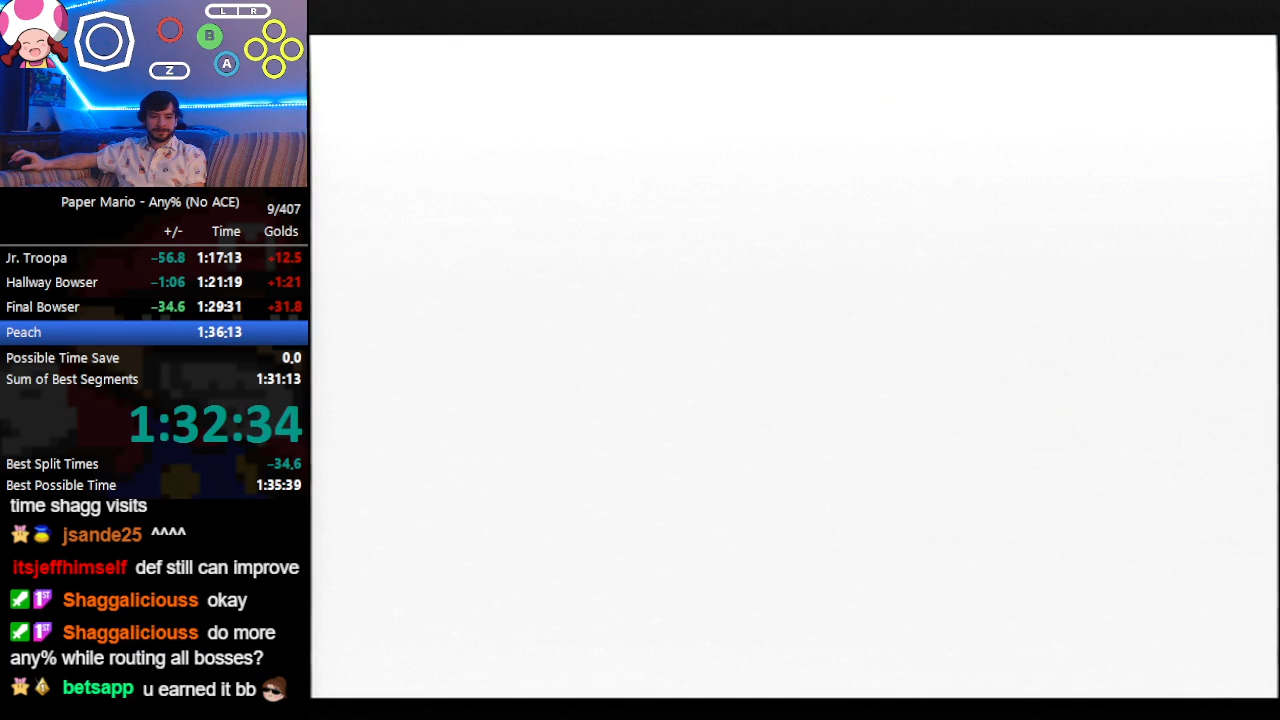 L R
B
A
Z
Paper Mario - Any% (No ACE)
9/407
+/- Time Golds
Jr. Troopa -56.8 1:17:13 +12.5
Hallway Bowser -1:06 1:21:19 +1:21
Final Bowser -34.6 1:29:31 +31.8
Peach 1:36:13
Possible Time Save 0.0
Sum of Best Segments 1:31:13
1:32:34
Best Split Times -34.6
Best Possible Time 1:35:39
time shagg visits
jsande25 ^^^^
itsjeffhimself def still can improve
1ST Shaggaliciouss okay
1ST Shaggaliciouss do more
any% while routing all bosses?
betsapp u earned it bb